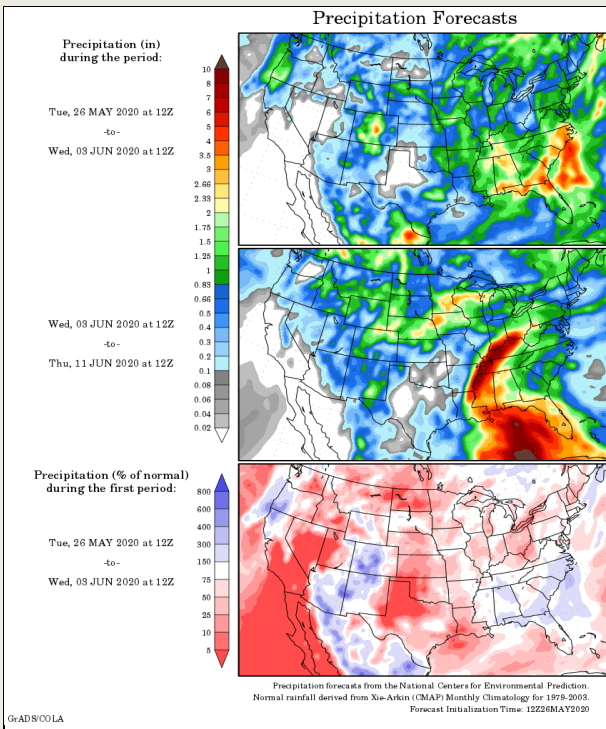 Precipitation Forecasts
Precipitation (in)
during the period:
Tue, 26 MAY 2020 at 12Z
-to-
Wed, 03 JUN 2020 at 12Z
10
8
7
6
5
4
3.5
3
2.66
2.33
2
1.75
1.5
1.25
1
0.83
0.66
0.5
0.4
0.3
0.2
0.1
0.08
0.06
0.04
0.02
Wed, 03 JUN 2020 at 12Z
-to-
Thu, 11 JUN 2020 at 12Z
Precipitation (% of normal)
during the first period:
Tue, 26 MAY 2020 at 12Z
-to-
Wed, 03 JUN 2020 at 12Z
800
600
400
300
150
75
50
25
10
5
Precipitation forecasts from the National Centers for Environmental Prediction.
Normal rainfall derived from Xie-Arkin (CMAP) Monthly Climatology for 1979-2003.
Forecast Initialization Time: 12Z26MAY2020
GrADS/COLA